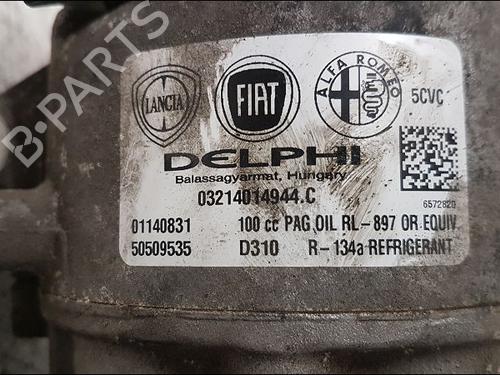 B-PARTS
LANCIA
FIAT
ALFA ROMEO
5CVC
DELPHI
Balassagyarmat, Hungary
03214014944.C
6572820
01140831 100 cc PAG OIL RL-897 OR EQUIV
50509535 D310 R-134a REFRIGERANT